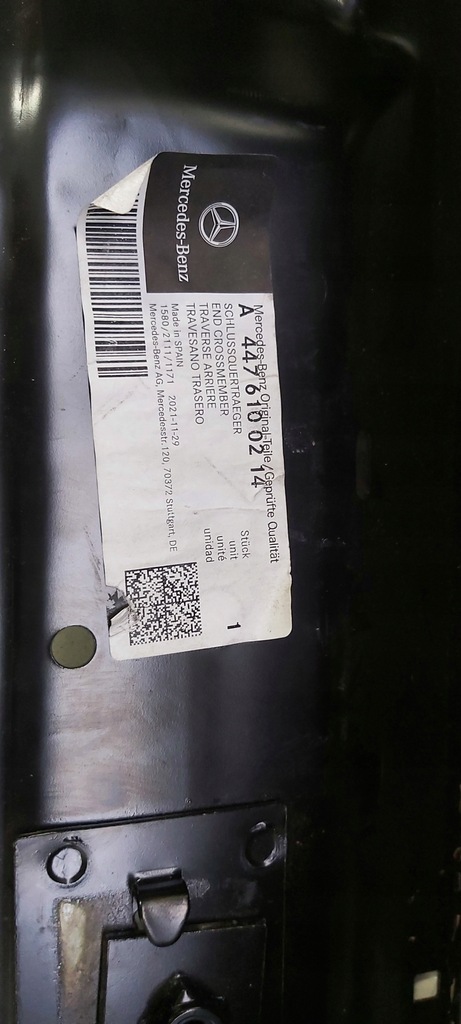 Mercedes-Benz
Mercedes-Benz Original-Teile/Geprüfte Qualität
A 447 610 02 14
SCHLUSSQUERTRAEGER
END CROSSMEMBER
TRAVERSE ARRIERE
TRAVESANO TRASERO
Stück
unit
unité
unidad
1
Made in SPAIN
1580/211/1/1171 2021-11-29
Mercedes-Benz AG, Mercedesstr.120, 70372 Stuttgart, DE